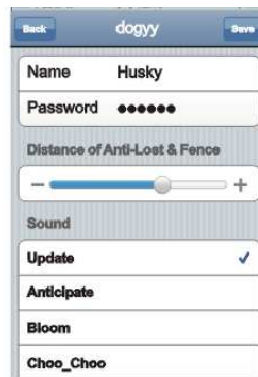 Back dogyy Save
Name Husky
Password ●●●●●●
Distance of Anti-Lost & Fence
− +
Sound
Update ✓
Anticipate
Bloom
Choo_Choo